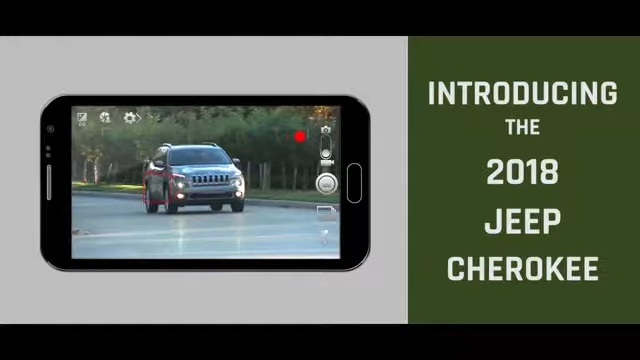 INTRODUCING
THE
2018
JEEP
CHEROKEE